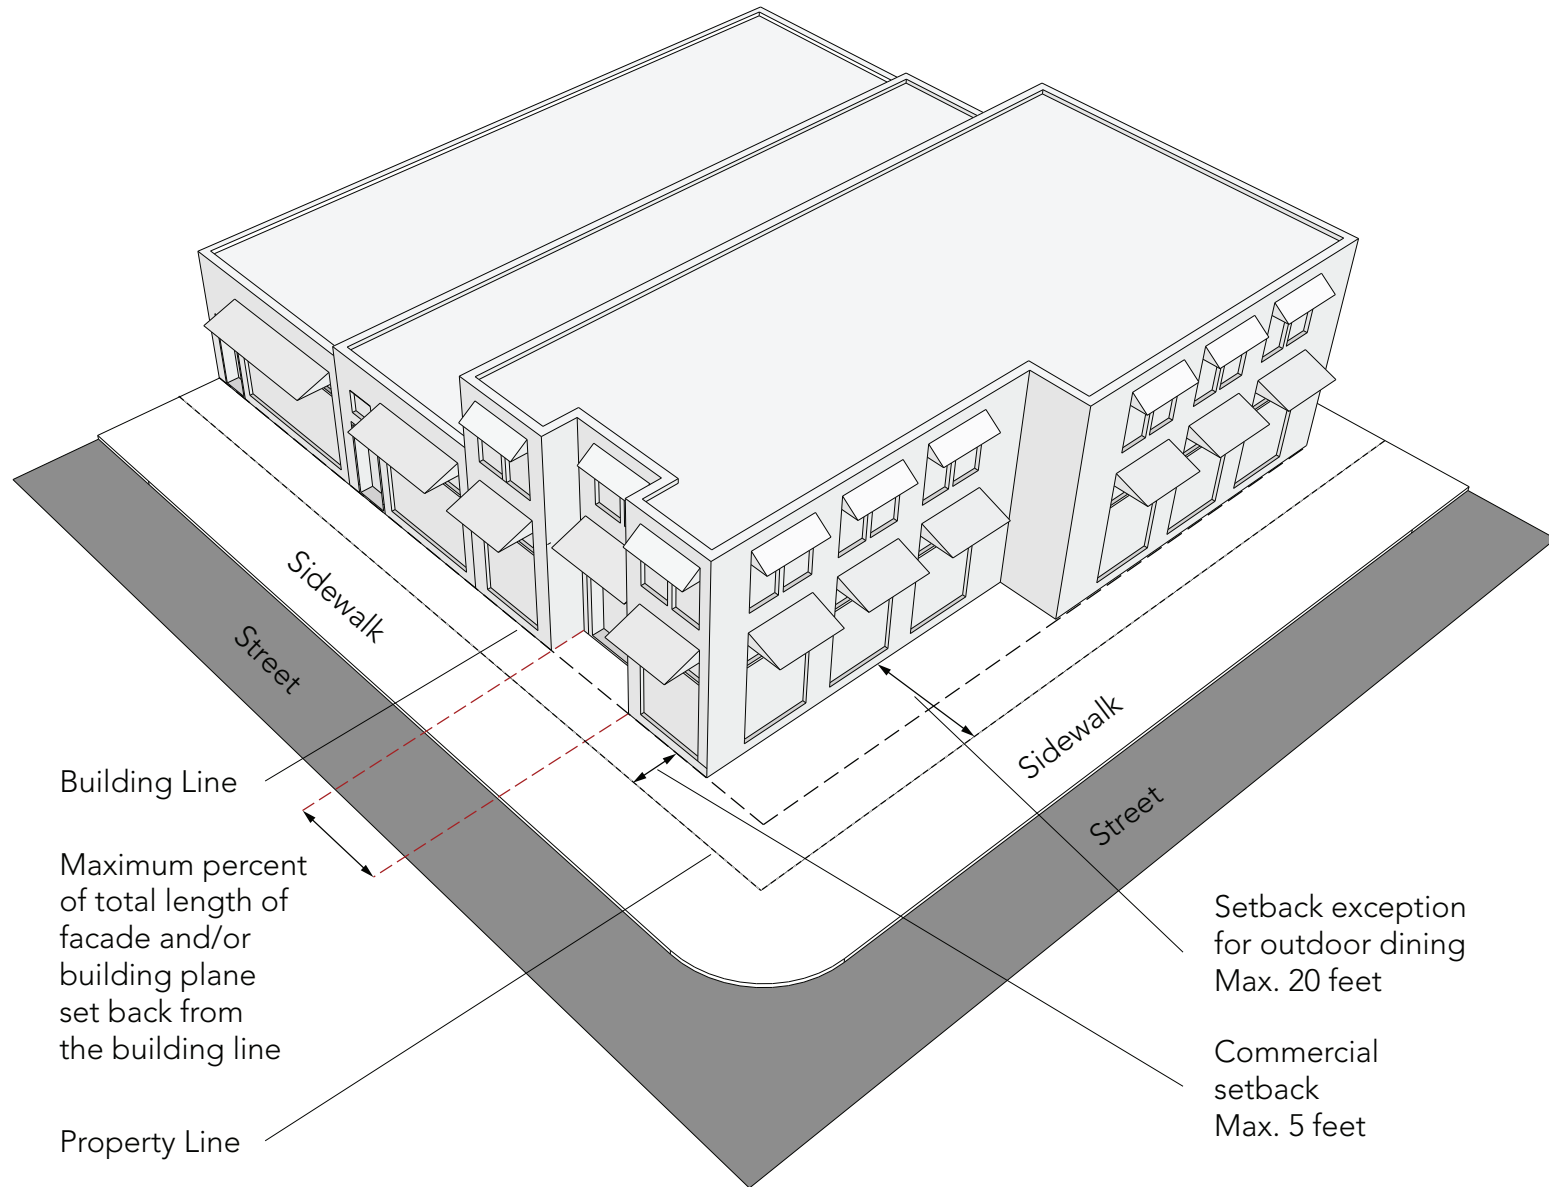 Sidewalk
Street
Sidewalk
Street
Building Line
Maximum percent
of total length of
facade and/or
building plane
set back from
the building line
Property Line
Setback exception
for outdoor dining
Max. 20 feet
Commercial
setback
Max. 5 feet